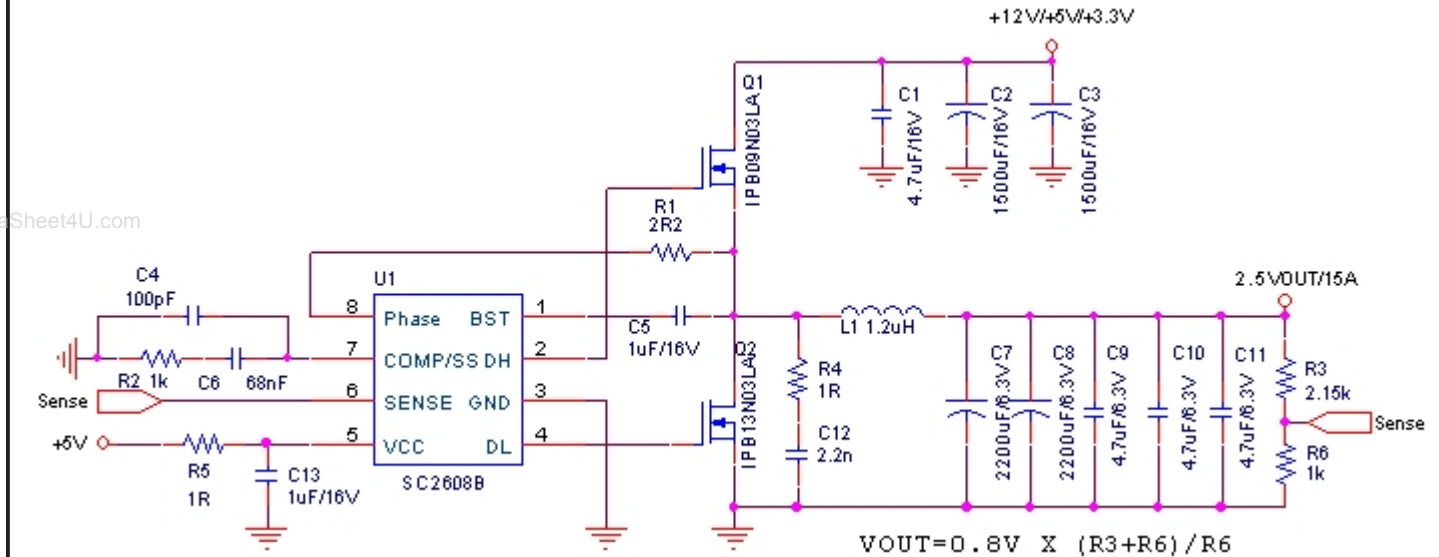 +12V/+5V/+3.3V
Q1
IPB09N03LA
C1
4.7uF/16V
C2
1500uF/16V
C3
1500uF/16V
aSheet4U.com
R1
2R2
C4
100pF
U1
8
Phase
BST
1
7
COMP/SS
DH
2
6
SENSE
GND
3
5
VCC
DL
4
SC2608B
R2
1k
C6
68nF
Sense
+5V
R5
1R
C13
1uF/16V
C5
1uF/16V
Q2
IPB13N03LA
L1 1.2uH
R4
1R
C12
2.2n
C7
2200uF/6.3V
C8
2200uF/6.3V
C9
4.7uF/6.3V
C10
4.7uF/6.3V
C11
4.7uF/6.3V
2.5VOUT/15A
R3
2.15k
Sense
R6
1k
VOUT=0.8V X (R3+R6)/R6